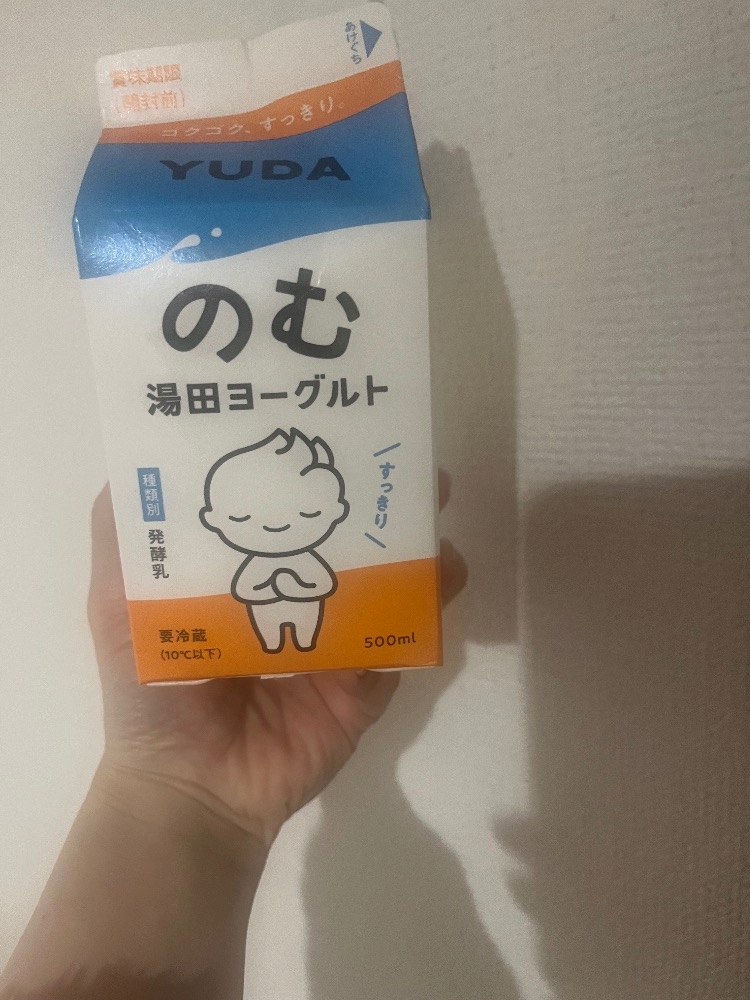 あけぐち
賞味期限
(開封前)
ゴクゴク、すっきり。
YUDA
のむ
湯田ヨーグルト
すっきり
種類別
発酵乳
要冷蔵
(10℃以下)
500ml